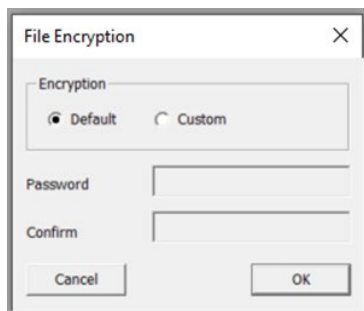 File Encryption
Encryption
Default Custom
Password
Confirm
Cancel OK